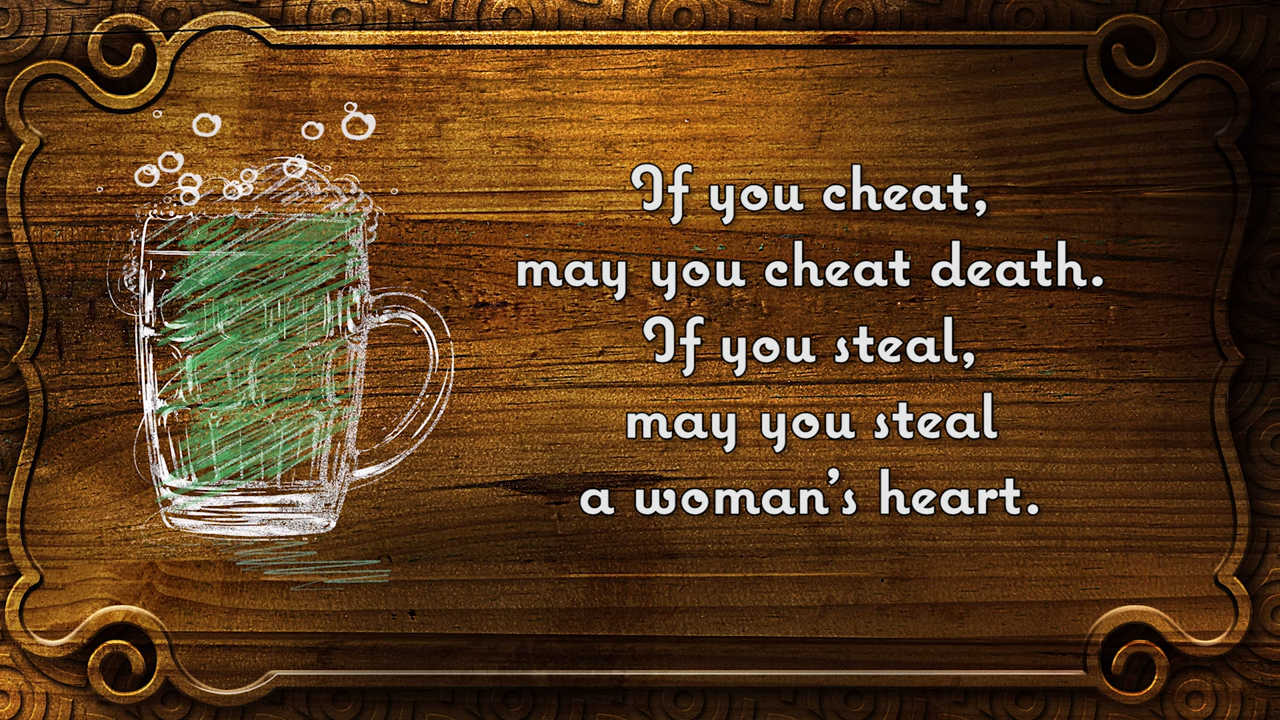 If you cheat,
may you cheat death.
If you steal,
may you steal
a woman’s heart.